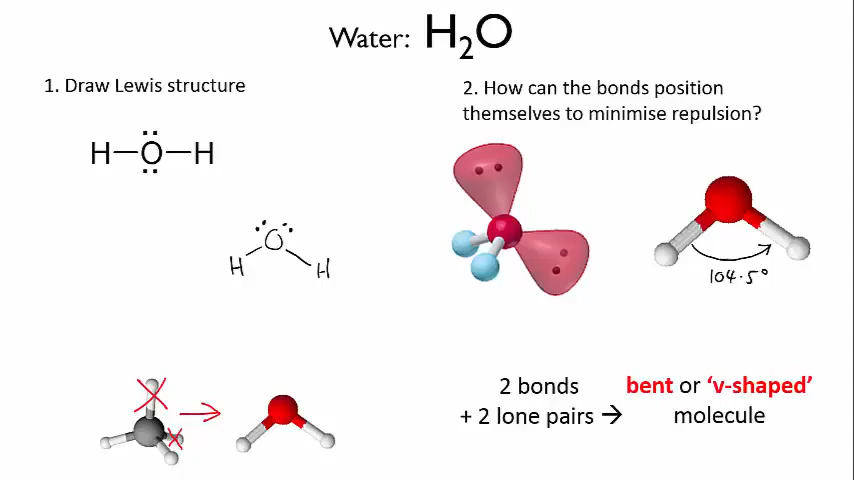 Water: H₂O
1. Draw Lewis structure
H–Ö–H
O
H H
2. How can the bonds position
themselves to minimise repulsion?
104.5°
2 bonds
+ 2 lone pairs →
bent or ‘v-shaped’
molecule